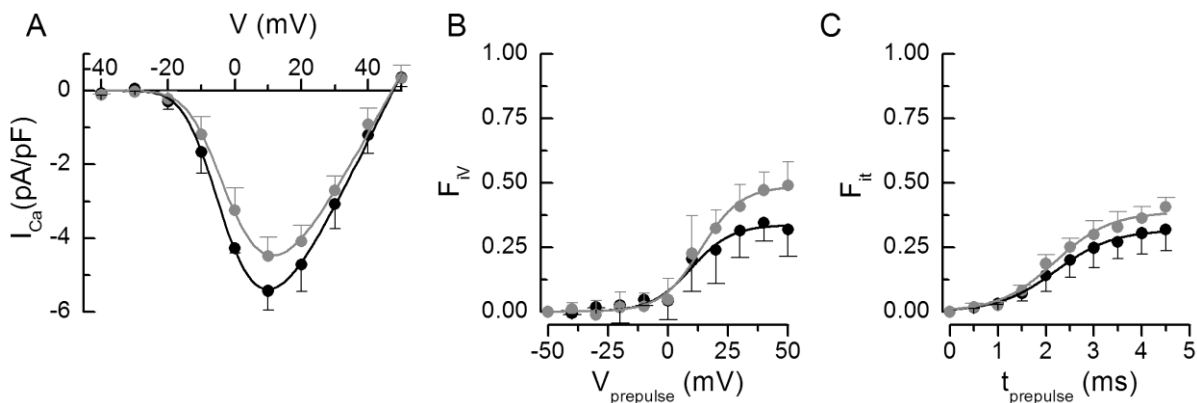 A
V (mV)
-40 -20 0 20 40
0
-2
-4
-6
I_Ca(pA/pF)
B
1.00
0.75
0.50
0.25
0.00
F_iV
-50 -25 0 25 50
V_prepulse (mV)
C
1.00
0.75
0.50
0.25
0.00
F_it
0 1 2 3 4 5
t_prepulse (ms)